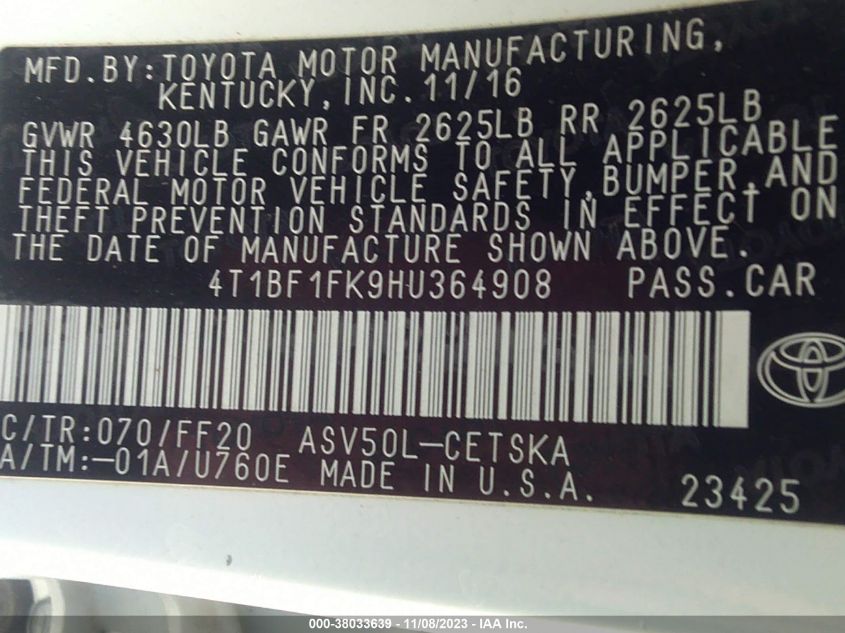 MFD.BY:TOYOTA MOTOR MANUFACTURING,
KENTUCKY,INC.11/16
GVWR 4630LB GAWR FR 2625LB RR 2625LB
THIS VEHICLE CONFORMS TO ALL APPLICABLE
FEDERAL MOTOR VEHICLE SAFETY,BUMPER,AND
THEFT PREVENTION STANDARDS IN EFFECT ON
THE DATE OF MANUFACTURE SHOWN ABOVE.
4T1BF1FK9HU364908 PASS.CAR
C/TR:070/FF20 ASV50L-CETSKA
A/TM:-01A/U760E MADE IN U.S.A. 23425
000-38033639 - 11/08/2023 - IAA Inc.